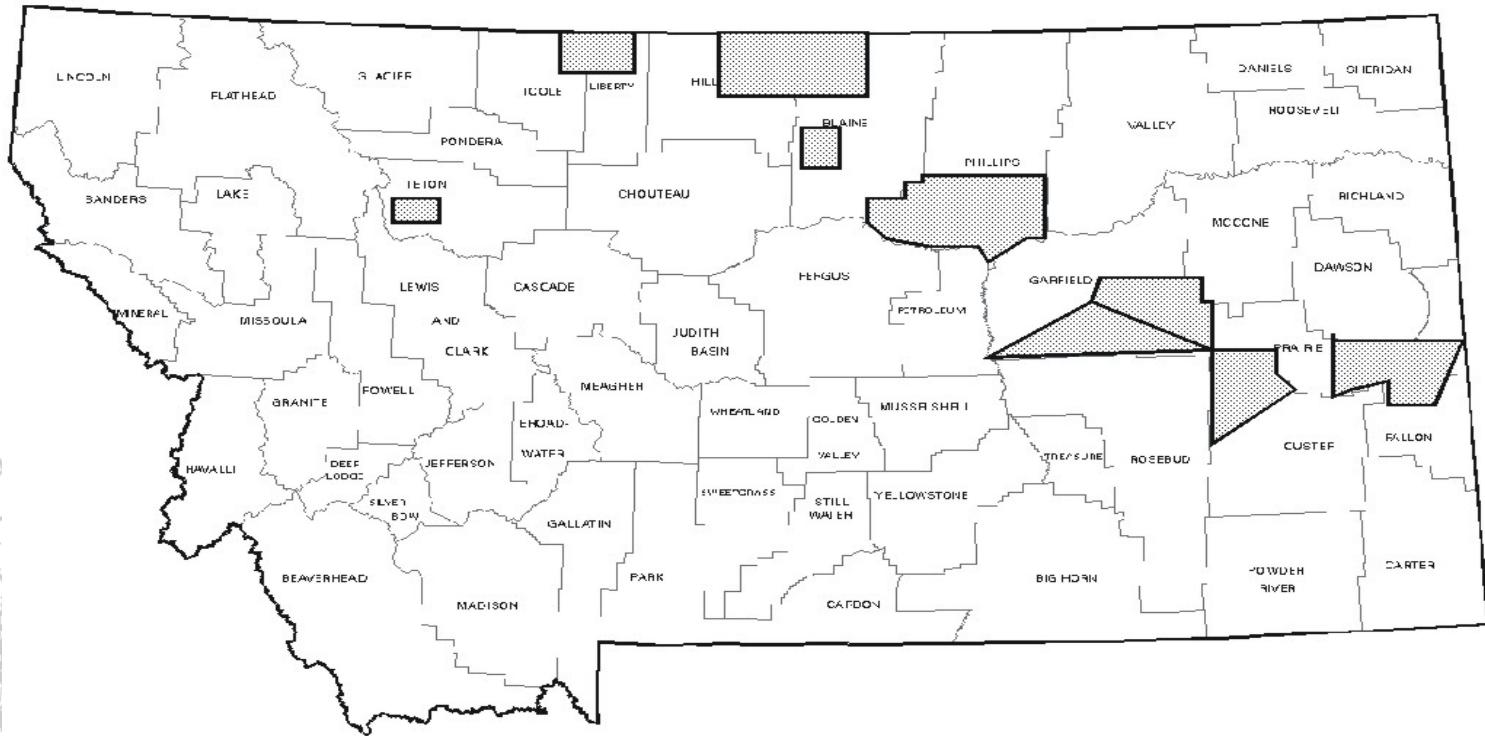 LINCOLN
FLATHEAD
GLACIER
TOOLE
LIBERTY
HILL
BLAINE
PHILLIPS
VALLEY
DANIELS
SHERIDAN
ROOSEVELT
PONDERA
TETON
CHOUTEAU
SANDERS
LAKE
MCCONE
RICHLAND
DAWSON
MINERAL
MISSOULA
LEWIS
AND
CLARK
CASCADE
JUDITH
BASIN
FERGUS
PETROLEUM
GARFIELD
PRAIRIE
GRANITE
POWELL
MEAGHER
BROAD-
WATER
WHEATLAND
GOLDEN
VALLEY
MUSSELSHELL
TREASURE
ROSEBUD
CUSTER
FALLON
RAVALLI
DEER
LODGE
JEFFERSON
SILVER
BOW
GALLATIN
SWEETGRASS
STILL
WATER
YELLOWSTONE
BEAVERHEAD
MADISON
PARK
CARBON
BIG HORN
POWDER
RIVER
CARTER